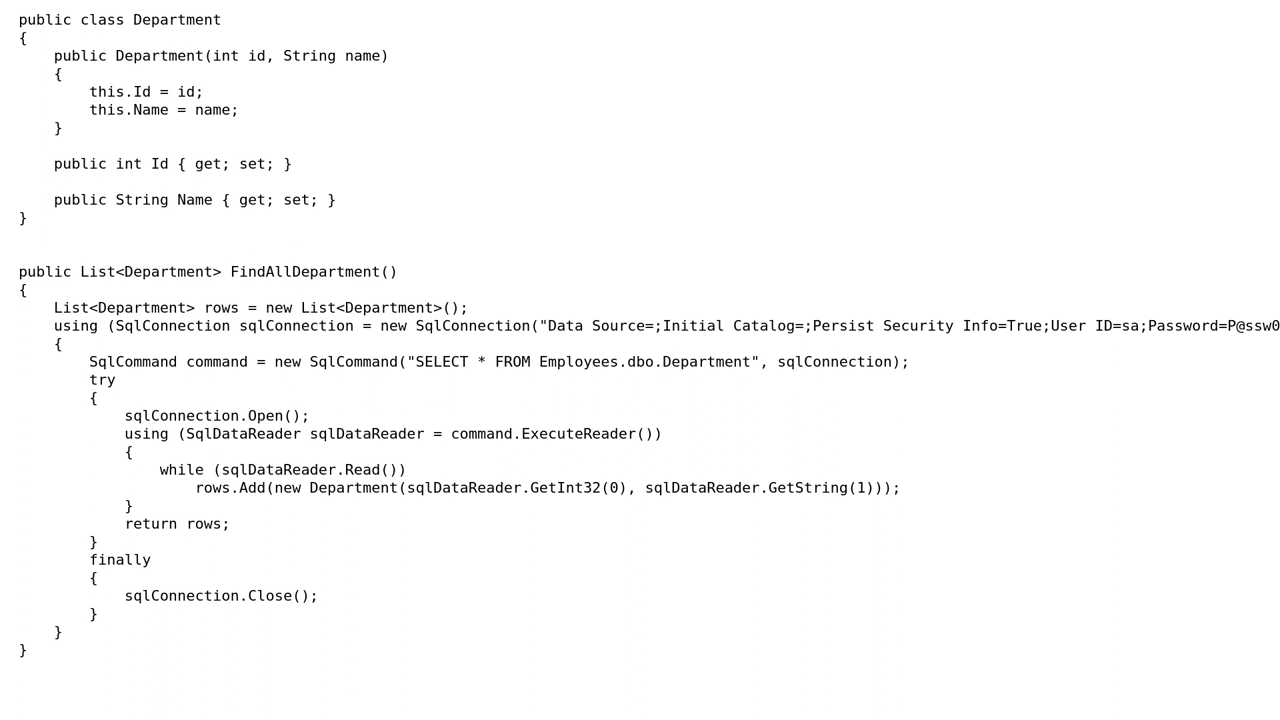 public class Department
{
    public Department(int id, String name)
    {
        this.Id = id;
        this.Name = name;
    }

    public int Id { get; set; }

    public String Name { get; set; }
}


public List<Department> FindAllDepartment()
{
    List<Department> rows = new List<Department>();
    using (SqlConnection sqlConnection = new SqlConnection("Data Source=;Initial Catalog=;Persist Security Info=True;User ID=sa;Password=P@ssw0
    {
        SqlCommand command = new SqlCommand("SELECT * FROM Employees.dbo.Department", sqlConnection);
        try
        {
            sqlConnection.Open();
            using (SqlDataReader sqlDataReader = command.ExecuteReader())
            {
                while (sqlDataReader.Read())
                    rows.Add(new Department(sqlDataReader.GetInt32(0), sqlDataReader.GetString(1)));
            }
            return rows;
        }
        finally
        {
            sqlConnection.Close();
        }
    }
}